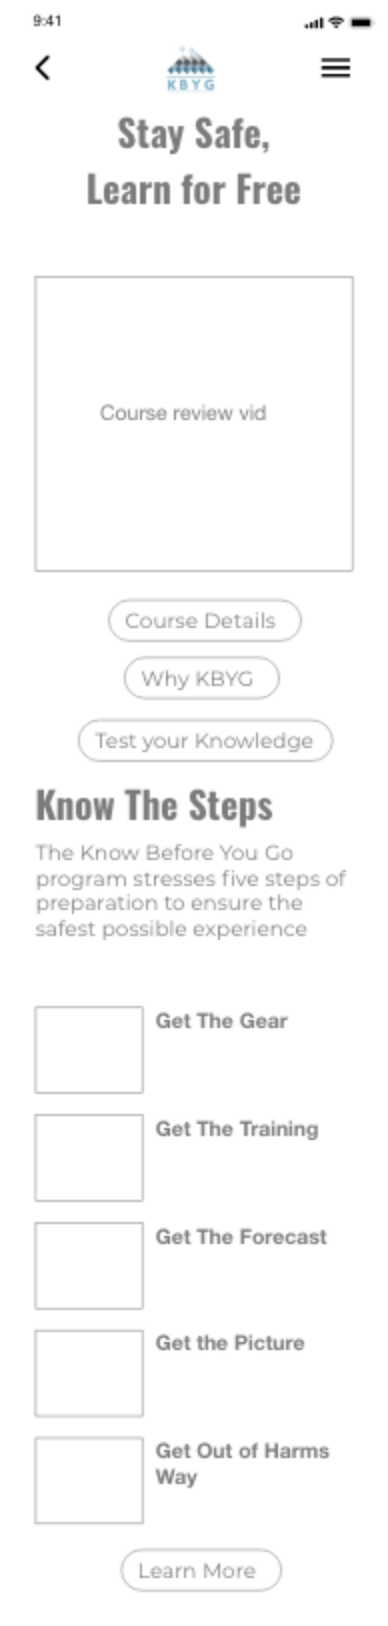 9:41
KBYG
Stay Safe,
Learn for Free
Course review vid
Course Details
Why KBYG
Test your Knowledge
Know The Steps
The Know Before You Go
program stresses five steps of
preparation to ensure the
safest possible experience
Get The Gear
Get The Training
Get The Forecast
Get the Picture
Get Out of Harms
Way
Learn More